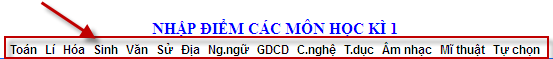 NHẬP ĐIỂM CÁC MÔN HỌC KÌ 1
Toán Lí Hóa Sinh Văn Sử Địa Ng.ngữ GDCD C.nghệ T.dục Âm nhạc Mĩ thuật Tự chọn